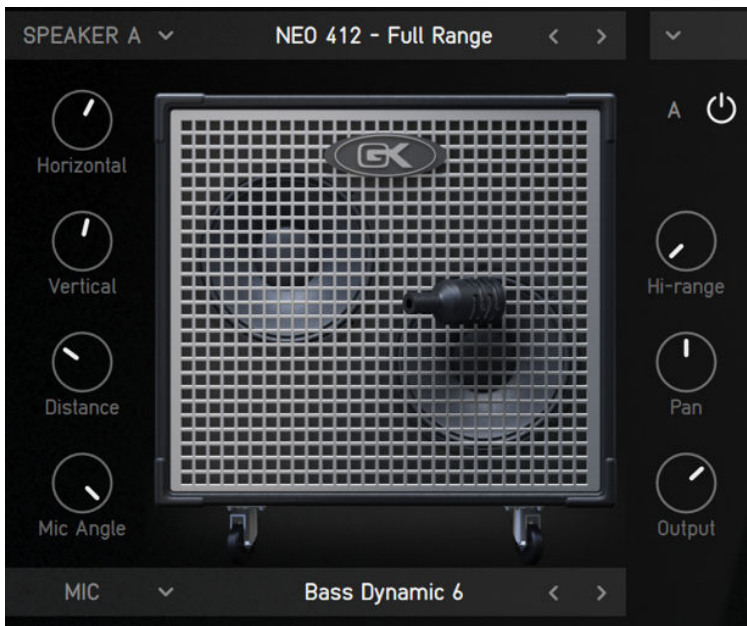 SPEAKER A
NEO 412 - Full Range
A
Horizontal
GK
Vertical
Hi-range
Distance
Pan
Mic Angle
Output
MIC
Bass Dynamic 6